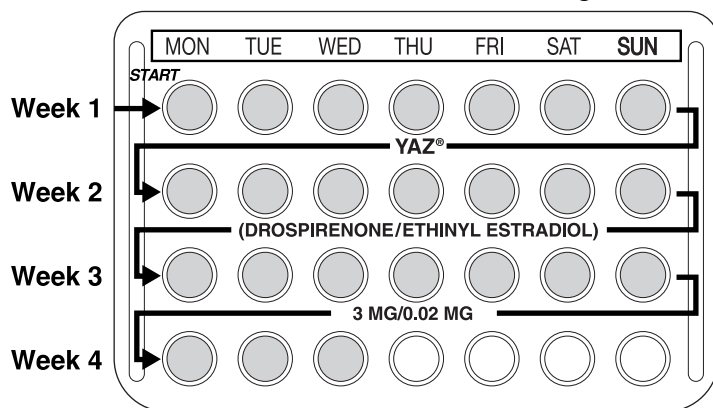 MON TUE WED THU FRI SAT SUN
START
Week 1
YAZ®
Week 2
(DROSPIRENONE/ETHINYL ESTRADIOL)
Week 3
3 MG/0.02 MG
Week 4